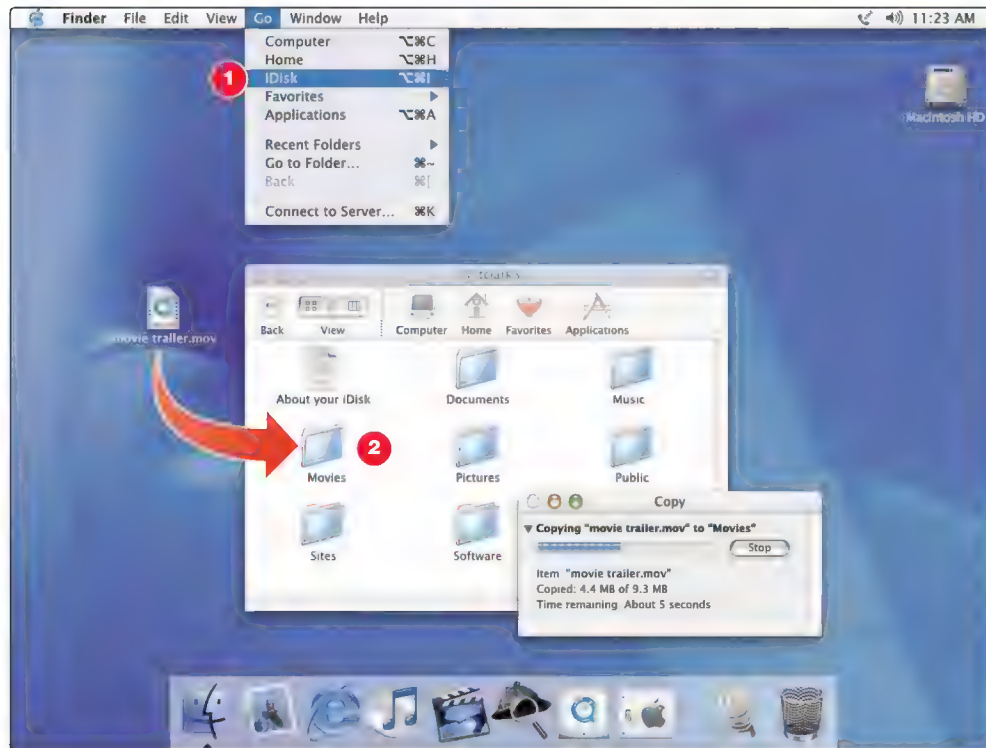 Finder File Edit View Go Window Help 11:23 AM
Computer ⌥⌘C
Home ⌥⌘H
iDisk ⌥⌘I
Favorites
Applications ⌥⌘A
Recent Folders
Go to Folder... ⌘~
Back ⌘[
Connect to Server... ⌘K
1
Macintosh HD
movie trailer.mov
Back View Computer Home Favorites Applications
About your iDisk Documents Music
2
Movies Pictures Public
Sites Software
Copy
Copying "movie trailer.mov" to "Movies"
Stop
Item "movie trailer.mov"
Copied: 4.4 MB of 9.3 MB
Time remaining About 5 seconds